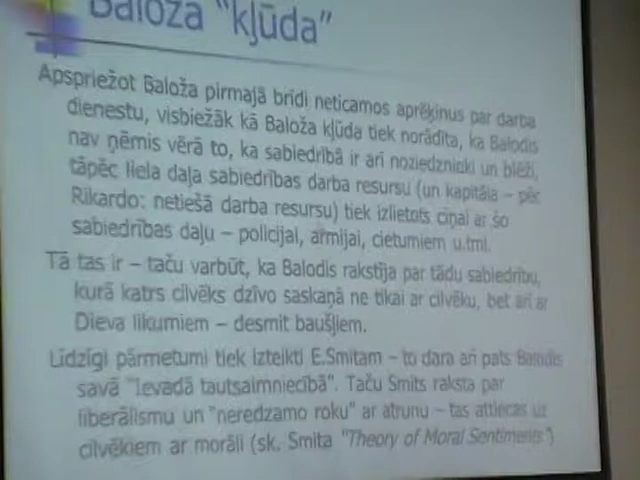 Baloža "kļūda"
Apspriežot Baloža pirmajā brīdī neticamos aprēķinus par darba
dienestu, visbiežāk kā Baloža kļūda tiek norādīta, ka Balodis
nav ņēmis vērā to, ka sabiedrībā ir arī noziedznieki un blēži,
tāpēc liela daļa sabiedrības darba resursu (un kapitāla – pēc
Rikardo: netiešā darba resursu) tiek izlietots cīņai ar šo
sabiedrības daļu – policijai, armijai, cietumiem u.tml.
Tā tas ir – taču varbūt, ka Balodis rakstīja par tādu sabiedrību,
kurā katrs cilvēks dzīvo saskaņā ne tikai ar cilvēku, bet arī ar
Dieva likumiem – desmit baušļiem.
Līdzīgi pārmetumi tiek izteikti E.Smitam – to dara arī pats Balodis
savā "Ievadā tautsaimniecībā". Taču Smits raksta par
liberālismu un "neredzamo roku" ar atrunu – tas attiecas uz
cilvēkiem ar morāli (sk. Smita "Theory of Moral Sentiments")